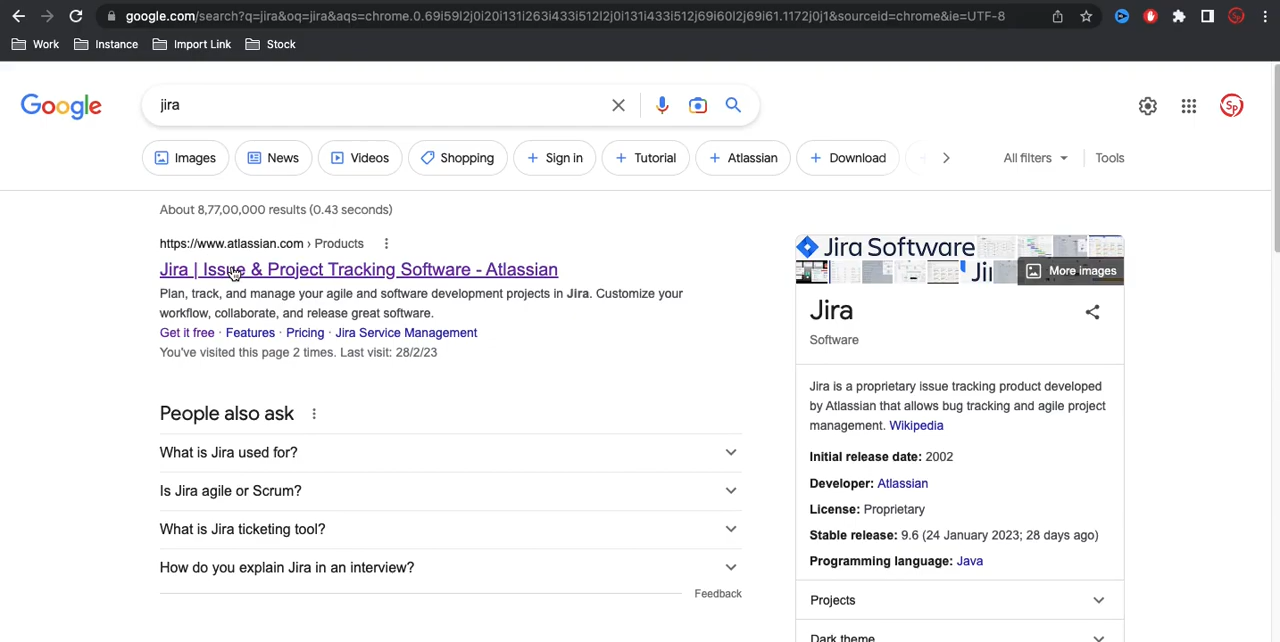 google.com/search?q=jira&oq=jira&aqs=chrome.0.69i59l2j0i20i131i263i433i512l2j0i131i433i512j69i60l2j69i61.1172j0j1&sourceid=chrome&ie=UTF-8
Sp
Work Instance Import Link Stock
Google
jira
Sp
Images News Videos Shopping + Sign in + Tutorial + Atlassian + Download
All filters Tools
About 8,77,00,000 results (0.43 seconds)
https://www.atlassian.com › Products
Jira | Issue & Project Tracking Software - Atlassian
Plan, track, and manage your agile and software development projects in Jira. Customize your
workflow, collaborate, and release great software.
Get it free · Features · Pricing · Jira Service Management
You've visited this page 2 times. Last visit: 28/2/23
People also ask
What is Jira used for?
Is Jira agile or Scrum?
What is Jira ticketing tool?
How do you explain Jira in an interview?
Feedback
Jira Software
Ji
More images
Jira
Software
Jira is a proprietary issue tracking product developed
by Atlassian that allows bug tracking and agile project
management. Wikipedia
Initial release date: 2002
Developer: Atlassian
License: Proprietary
Stable release: 9.6 (24 January 2023; 28 days ago)
Programming language: Java
Projects
Dark theme